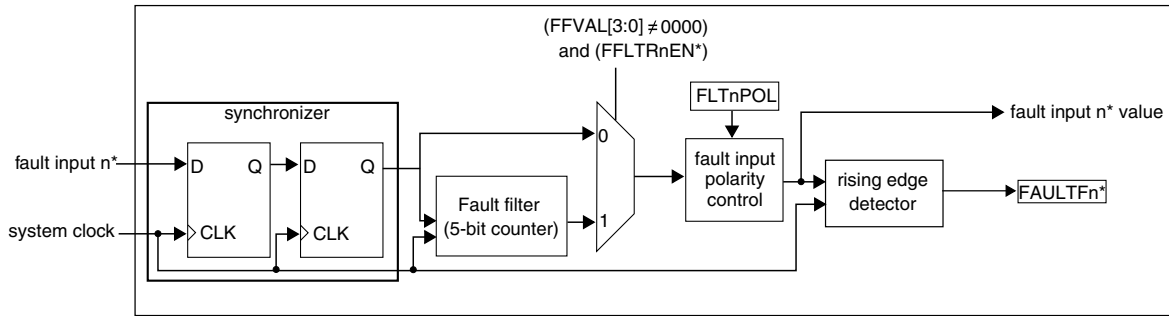 (FFVAL[3:0] ≠ 0000)
and (FFLTRnEN*)
FLTnPOL
synchronizer
fault input n* value
0
fault input n*
D
Q
D
Q
fault input
polarity
control
rising edge
detector
FAULTFn*
Fault filter
(5-bit counter)
1
system clock
CLK
CLK